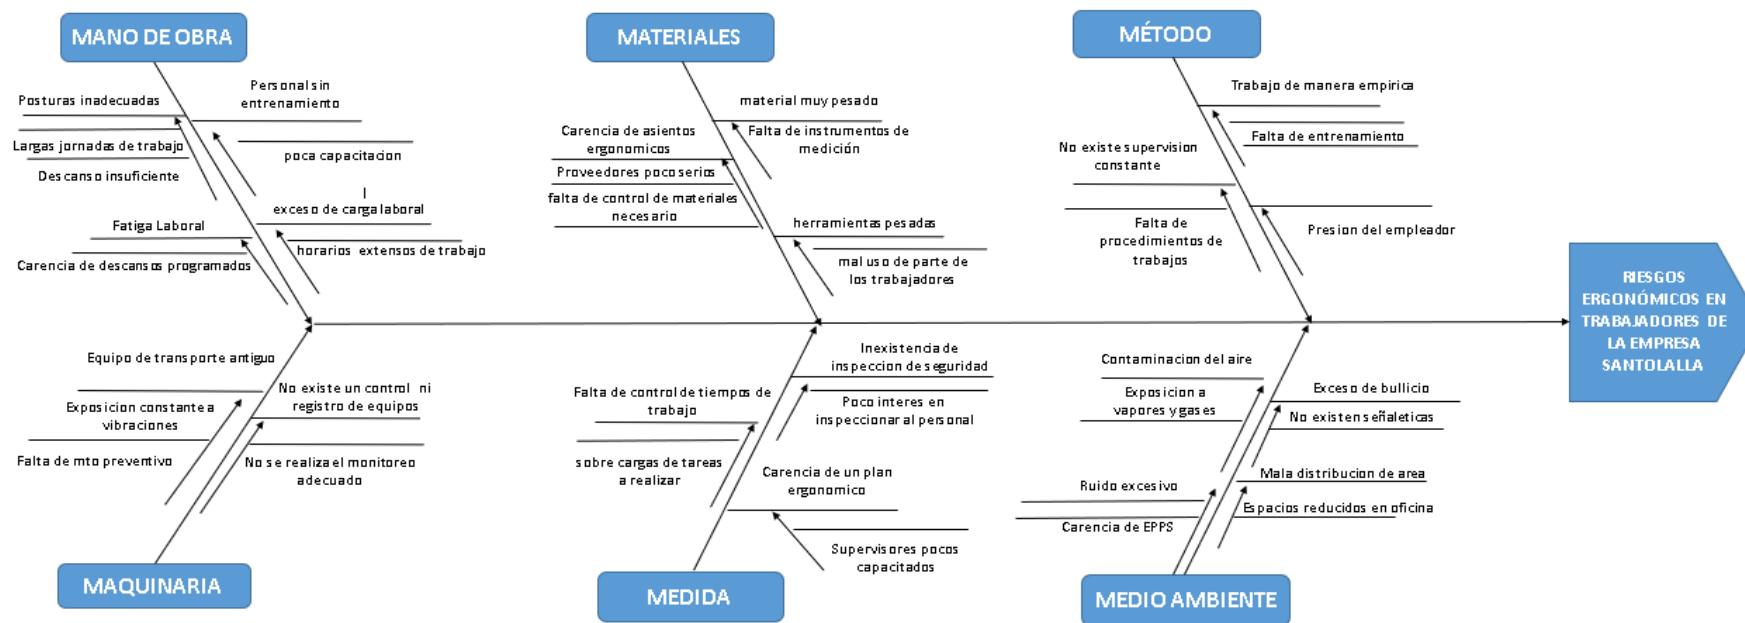 MANO DE OBRA
MATERIALES
MÉTODO
Posturas inadecuadas
Personal sin
entrenamiento
Largas jornadas de trabajo
poca capacitacion
Descanso insuficiente
l
exceso de carga laboral
Fatiga Laboral
horarios extensos de trabajo
Carencia de descansos programados
material muy pesado
Carencia de asientos
ergonomicos
Falta de instrumentos de
medición
Proveedores poco serios
falta de control de materiales
necesario
herramientas pesadas
mal uso de parte de
los trabajadores
Trabajo de manera empirica
Falta de entrenamiento
No existe supervision
constante
Falta de
procedimientos de
trabajos
Presion del empleador
RIESGOS
ERGONÓMICOS EN
TRABAJADORES DE
LA EMPRESA
SANTOLALLA
Equipo de transporte antiguo
No existe un control ni
registro de equipos
Exposicion constante a
vibraciones
Falta de mto preventivo
No se realiza el monitoreo
adecuado
Inexistencia de
inspeccion de seguridad
Falta de control de tiempos de
trabajo
Poco interes en
inspeccionar al personal
sobre cargas de tareas
a realizar
Carencia de un plan
ergonomico
Supervisores pocos
capacitados
Contaminacion del aire
Exceso de bullicio
Exposicion a
vapores y gases
No existen señaleticas
Ruido excesivo
Mala distribucion de area
Carencia de EPPS
Espacios reducidos en oficina
MAQUINARIA
MEDIDA
MEDIO AMBIENTE